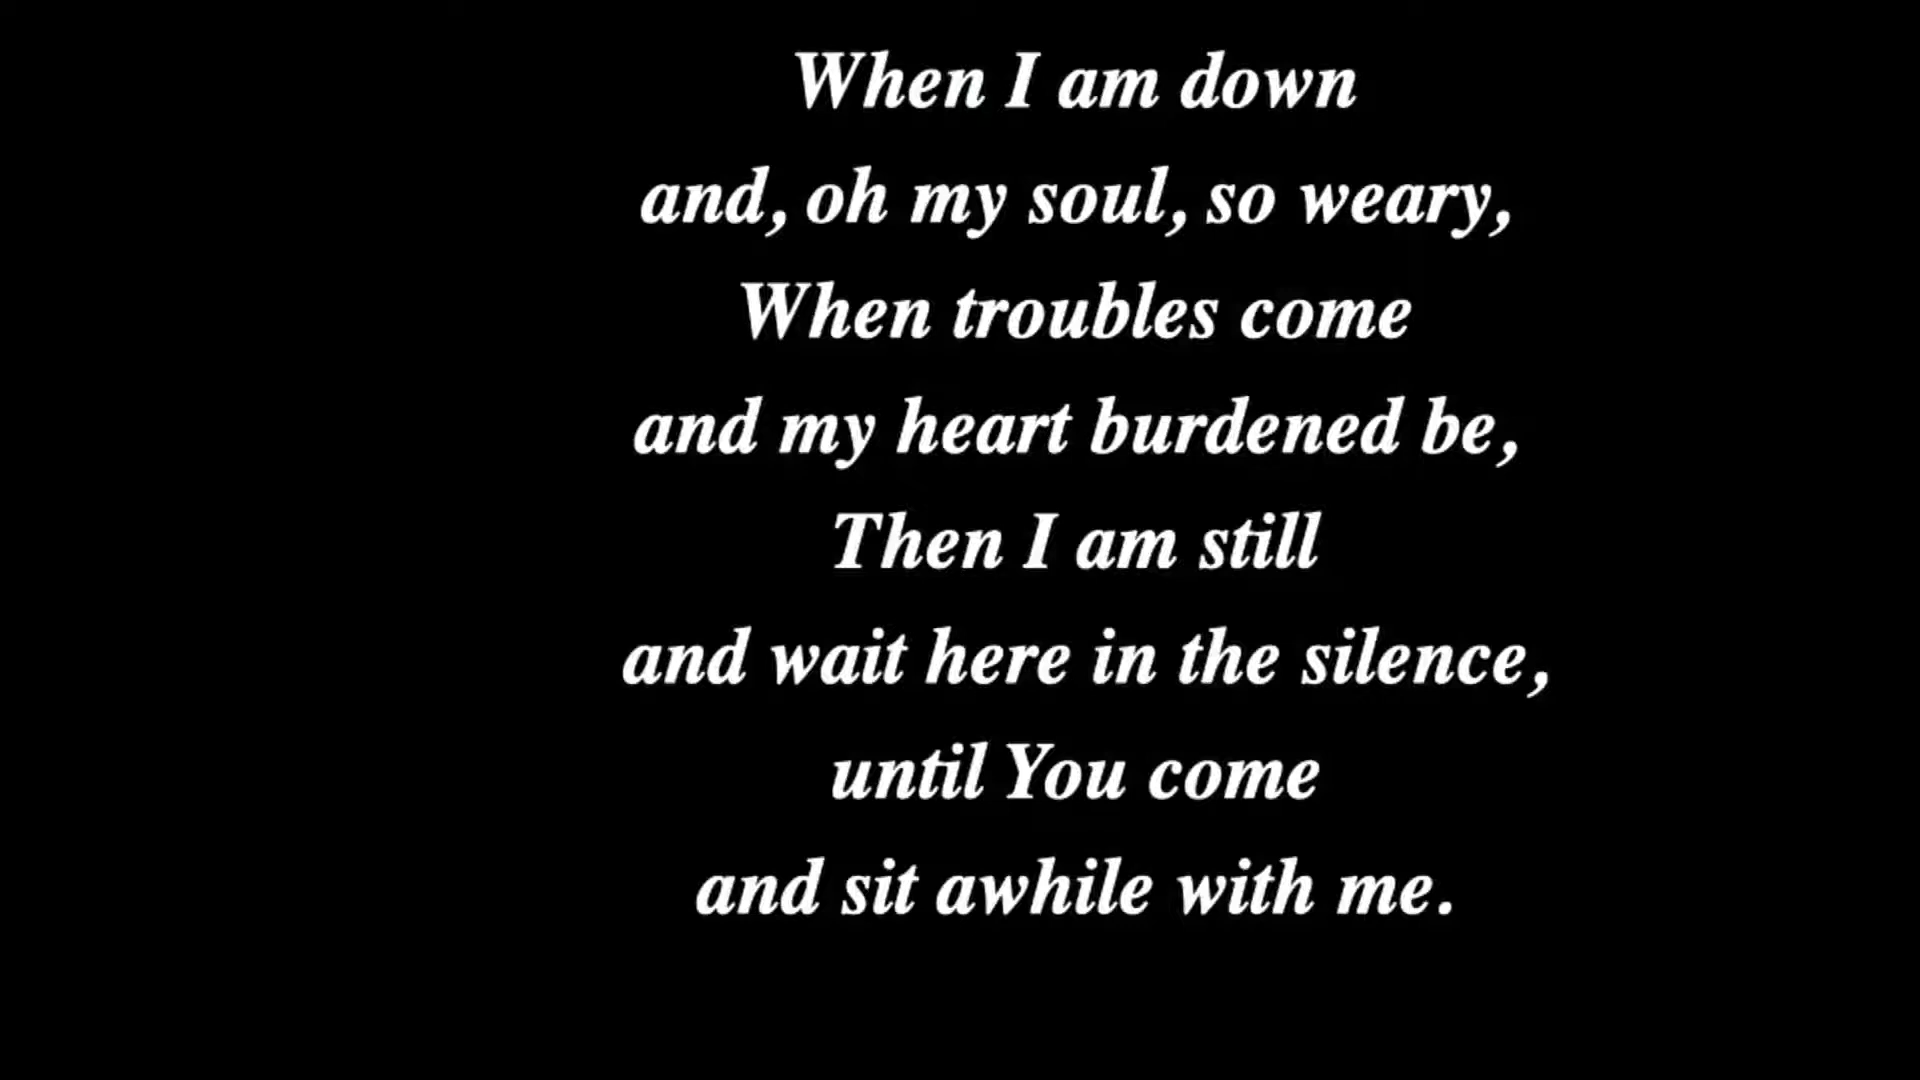 When I am down
and, oh my soul, so weary,
When troubles come
and my heart burdened be,
Then I am still
and wait here in the silence,
until You come
and sit awhile with me.